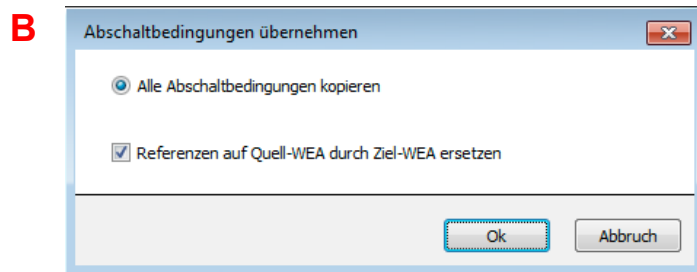 B
Abschaltbedingungen übernehmen
Alle Abschaltbedingungen kopieren
Referenzen auf Quell-WEA durch Ziel-WEA ersetzen
Ok Abbruch